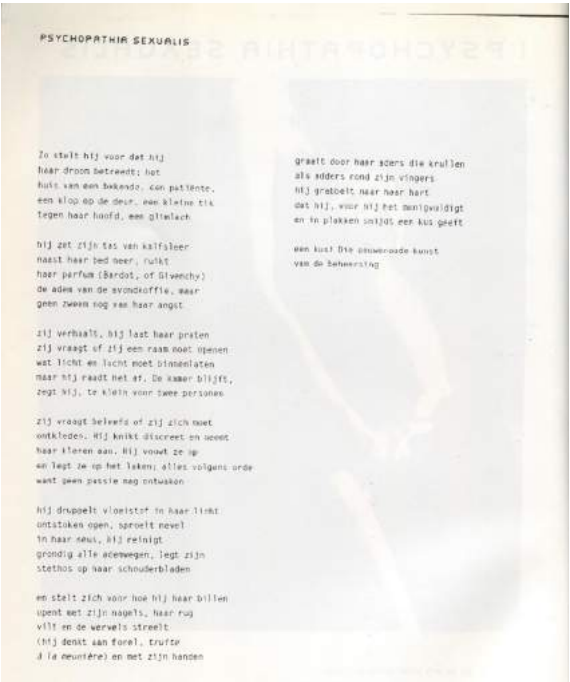 PSYCHOPATHIA SEXUALIS
Zo stelt hij voor dat hij
haar droom betreedt; het
huis van een bekende, een patiënte,
een klop op de deur, een kleine tik
tegen haar hoofd, een glimlach
hij zet zijn tas van kalfsleer
naast haar bed neer, ruikt
haar parfum (Bardot, of Givenchy)
de adem van de avondkoffie, maar
geen zweem nog van haar angst
zij verhaalt, hij laat haar praten
zij vraagt of zij een raam moet openen
wat licht en lucht moet binnenlaten
maar hij raadt het af. De kamer blijft,
zegt hij, te klein voor twee personen
zij vraagt beleefd of zij zich moet
ontkleden. Hij knikt discreet en neemt
haar kleren aan. Hij vouwt ze op
en legt ze op het laken; alles volgens orde
want geen passie mag ontwaken
hij druppelt vloeistof in haar licht
ontstoken ogen, sproeit nevel
in haar neus, hij reinigt
grondig alle ademwegen, legt zijn
stethos op haar schouderbladen
en stelt zich voor hoe hij haar billen
opent met zijn nagels, haar rug
vilt en de wervels streelt
(hij denkt aan forel, truite
à la meunière) en met zijn handen
graait door haar aders die krullen
als adders rond zijn vingers
hij grabbelt naar haar hart
dat hij, voor hij het menigvuldigt
en in plakken snijdt een kus geeft
een kus! Die eeuwenoude kunst
van de beheersing